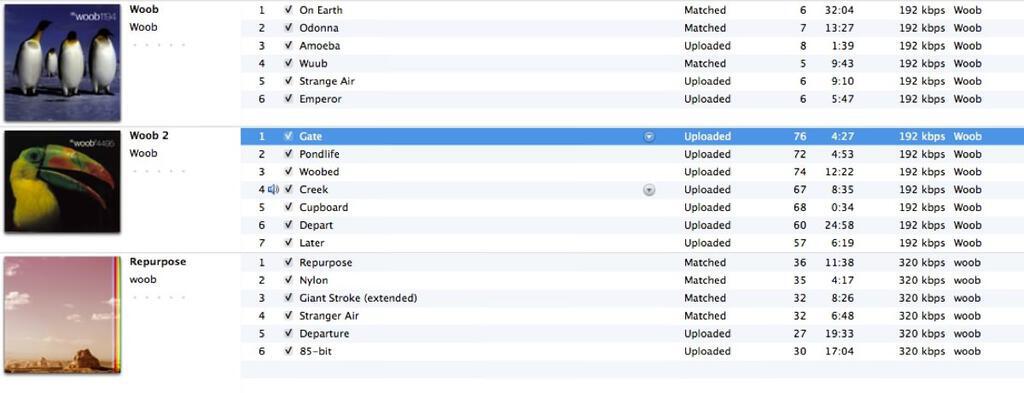 woob1194
Woob
Woob
1 On Earth Matched 6 32:04 192 kbps Woob
2 Odonna Matched 7 13:27 192 kbps Woob
3 Amoeba Uploaded 8 1:39 192 kbps Woob
4 Wuub Matched 5 9:43 192 kbps Woob
5 Strange Air Uploaded 6 9:10 192 kbps Woob
6 Emperor Uploaded 6 5:47 192 kbps Woob
woob²4495
Woob 2
Woob
1 Gate Uploaded 76 4:27 192 kbps Woob
2 Pondlife Uploaded 72 4:53 192 kbps Woob
3 Woobed Uploaded 74 12:22 192 kbps Woob
4 Creek Uploaded 67 8:35 192 kbps Woob
5 Cupboard Uploaded 68 0:34 192 kbps Woob
6 Depart Uploaded 60 24:58 192 kbps Woob
7 Later Uploaded 57 6:19 192 kbps Woob
Repurpose
woob
1 Repurpose Matched 36 11:38 320 kbps woob
2 Nylon Matched 35 4:17 320 kbps woob
3 Giant Stroke (extended) Matched 32 8:26 320 kbps woob
4 Stranger Air Matched 32 6:48 320 kbps woob
5 Departure Uploaded 27 19:33 320 kbps woob
6 85-bit Uploaded 30 17:04 320 kbps woob